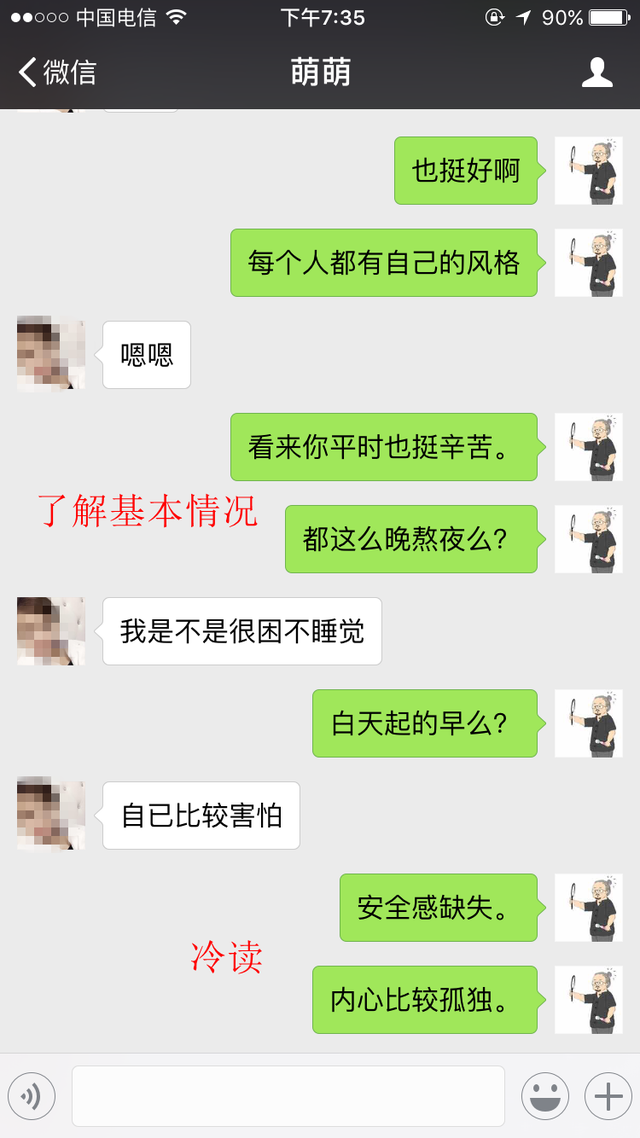 中国电信
下午7:35
90%
微信
萌萌
也挺好啊
每个人都有自己的风格
嗯嗯
看来你平时也挺辛苦。
了解基本情况
都这么晚熬夜么？
我是不是很困不睡觉
白天起的早么？
自已比较害怕
安全感缺失。
冷读
内心比较孤独。